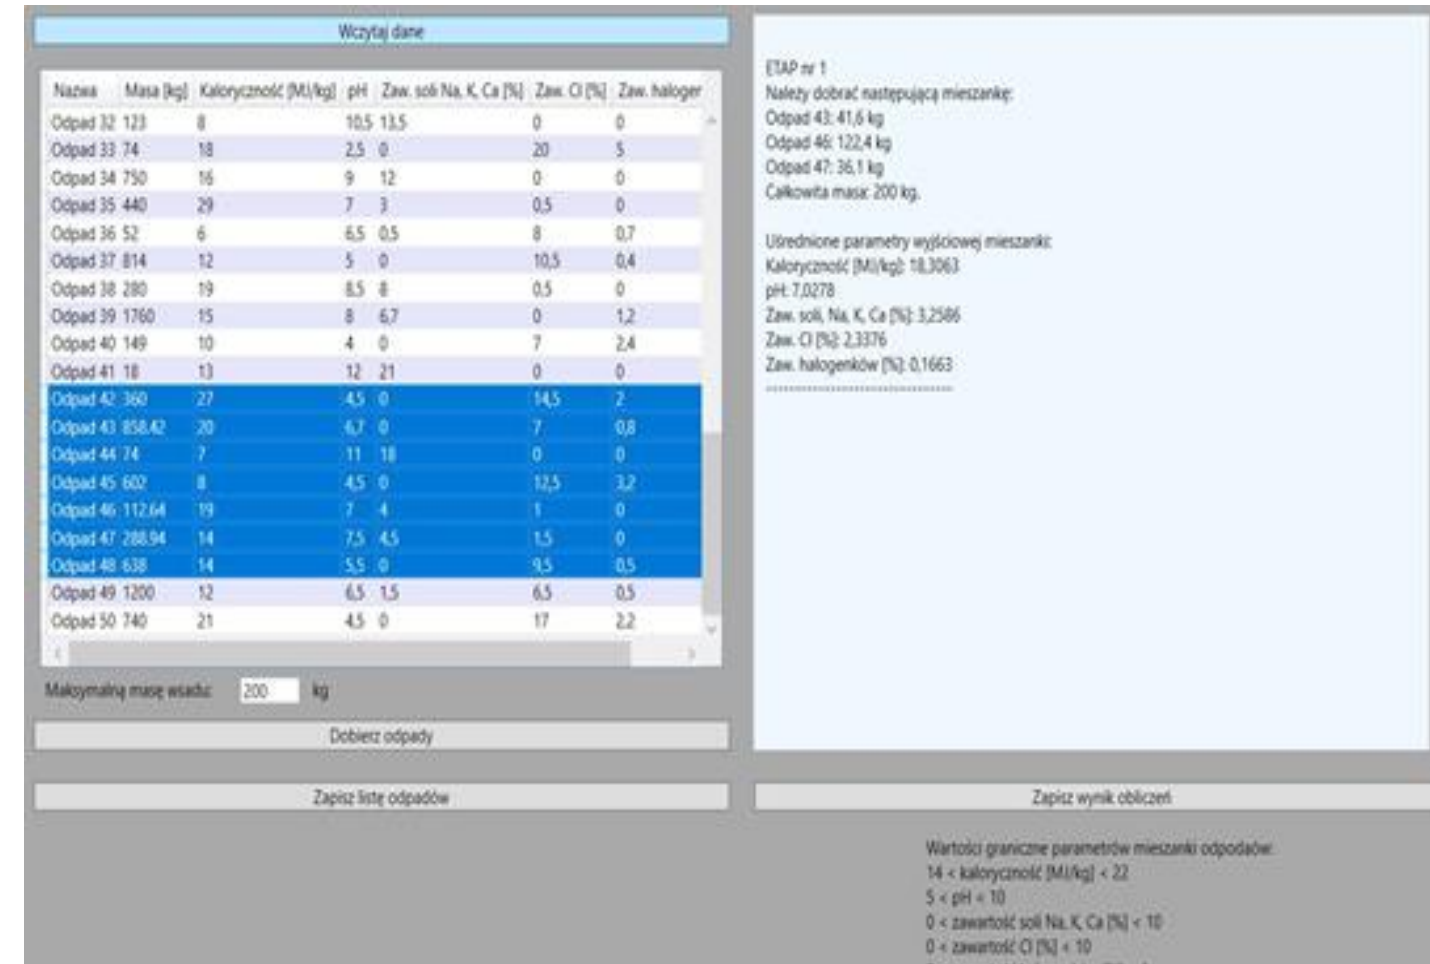 Wczytaj dane
Nazwa Masa [kg] Kaloryczność [MJ/kg] pH Zaw. soli Na, K, Ca [%] Zaw. Cl [%] Zaw. haloger
Odpad 32 123 8 10,5 13,5 0 0
Odpad 33 74 18 2,5 0 20 5
Odpad 34 750 16 9 12 0 0
Odpad 35 440 29 7 3 0,5 0
Odpad 36 52 6 6,5 0,5 8 0,7
Odpad 37 814 12 5 0 10,5 0,4
Odpad 38 280 19 8,5 8 0,5 0
Odpad 39 1760 15 8 6,7 0 1,2
Odpad 40 149 10 4 0 7 2,4
Odpad 41 18 13 12 21 0 0
Odpad 42 360 27 4,5 0 14,5 2
Odpad 43 858.42 20 6,7 0 7 0,8
Odpad 44 74 7 11 18 0 0
Odpad 45 602 8 4,5 0 12,5 3,2
Odpad 46 112.64 19 7 4 1 0
Odpad 47 288.94 14 7,5 4,5 1,5 0
Odpad 48 638 14 5,5 0 9,5 0,5
Odpad 49 1200 12 6,5 1,5 6,5 0,5
Odpad 50 740 21 4,5 0 17 2,2
Maksymalną masę wsadu: 200 kg
Dobierz odpady
Zapisz listę odpadów
ETAP nr 1
Należy dobrać następującą mieszankę:
Odpad 43: 41,6 kg
Odpad 46: 122,4 kg
Odpad 47: 36,1 kg
Całkowita masa: 200 kg.
Uśrednione parametry wyjściowej mieszanki:
Kaloryczność [MJ/kg]: 18,3063
pH: 7,0278
Zaw. soli, Na, K, Ca [%]: 3,2586
Zaw. Cl [%]: 2,3376
Zaw. halogenków [%]: 0,1663
----------------------------------
Zapisz wynik obliczeń
Wartości graniczne parametrów mieszanki odpodaów:
14 < kaloryczność [MJ/kg] < 22
5 < pH < 10
0 < zawartość soli Na, K, Ca [%] < 10
0 < zawartość Cl [%] < 10